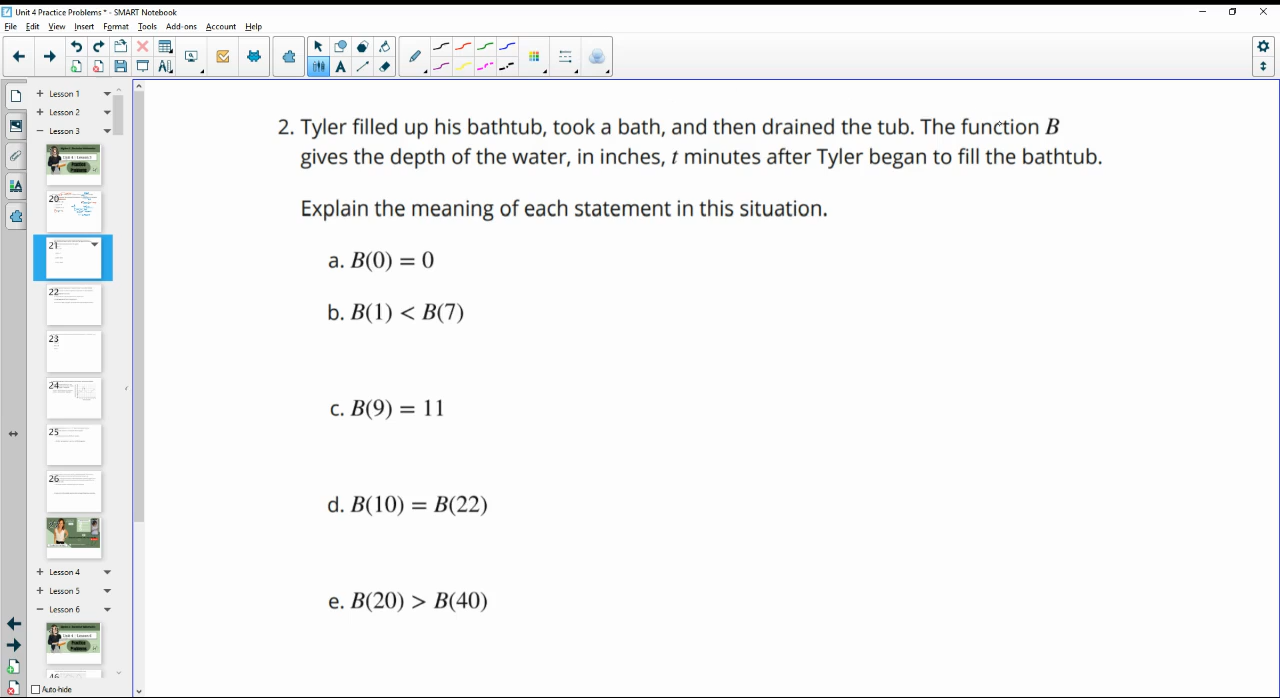 Unit 4 Practice Problems * - SMART Notebook
File Edit View Insert Format Tools Add-ons Account Help
Lesson 1
Lesson 2
Lesson 3
20
21
22
23
24
25
26
Lesson 4
Lesson 5
Lesson 6
46
Auto-hide
2. Tyler filled up his bathtub, took a bath, and then drained the tub. The function B
gives the depth of the water, in inches, t minutes after Tyler began to fill the bathtub.
Explain the meaning of each statement in this situation.
a. B(0) = 0
b. B(1) < B(7)
c. B(9) = 11
d. B(10) = B(22)
e. B(20) > B(40)